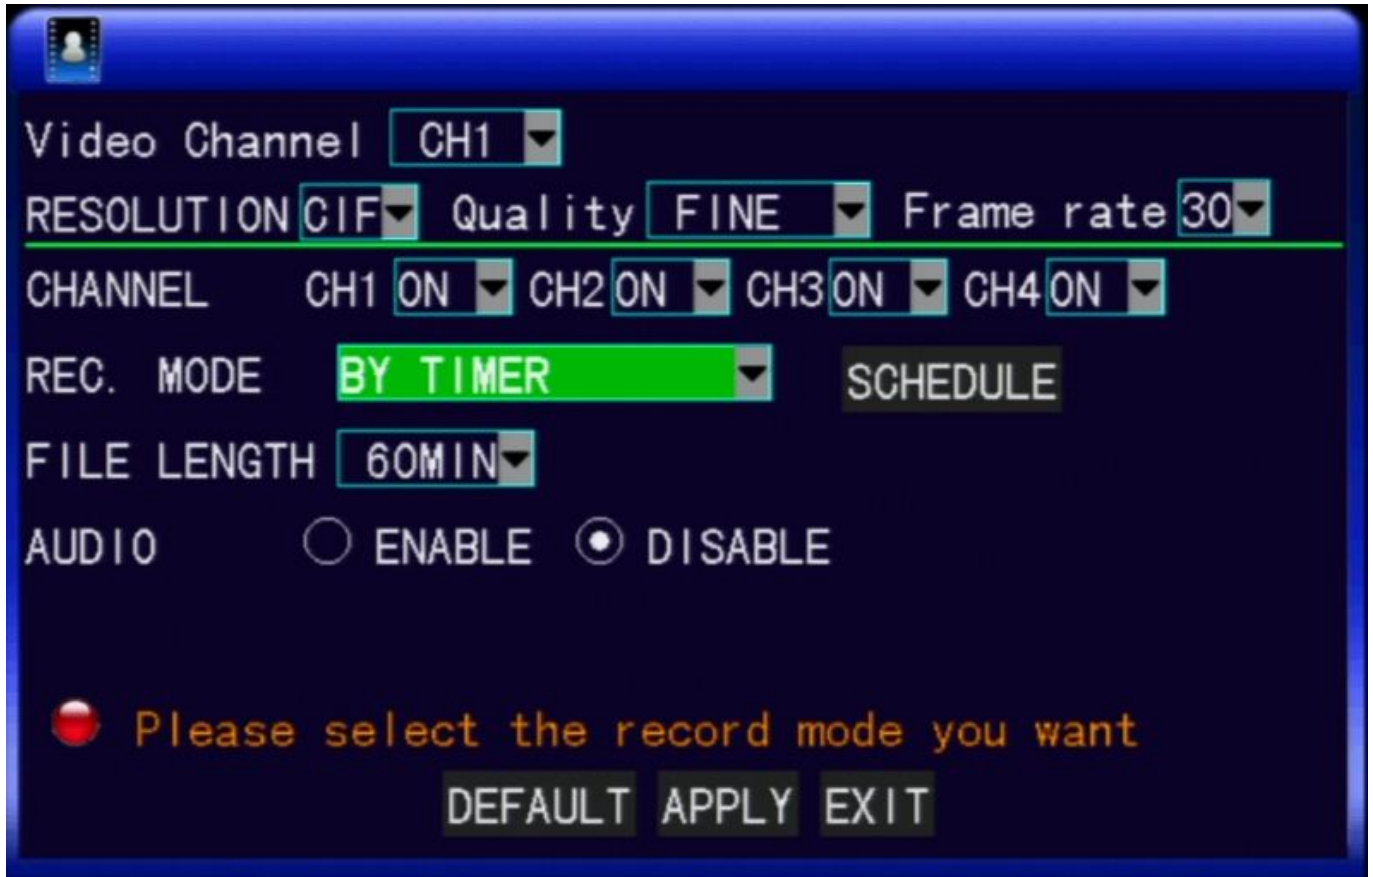 Video Channel CH1
RESOLUTION CIF Quality FINE Frame rate 30
CHANNEL CH1 ON CH2 ON CH3 ON CH4 ON
REC. MODE BY TIMER SCHEDULE
FILE LENGTH 60MIN
AUDIO ENABLE DISABLE
Please select the record mode you want
DEFAULT APPLY EXIT